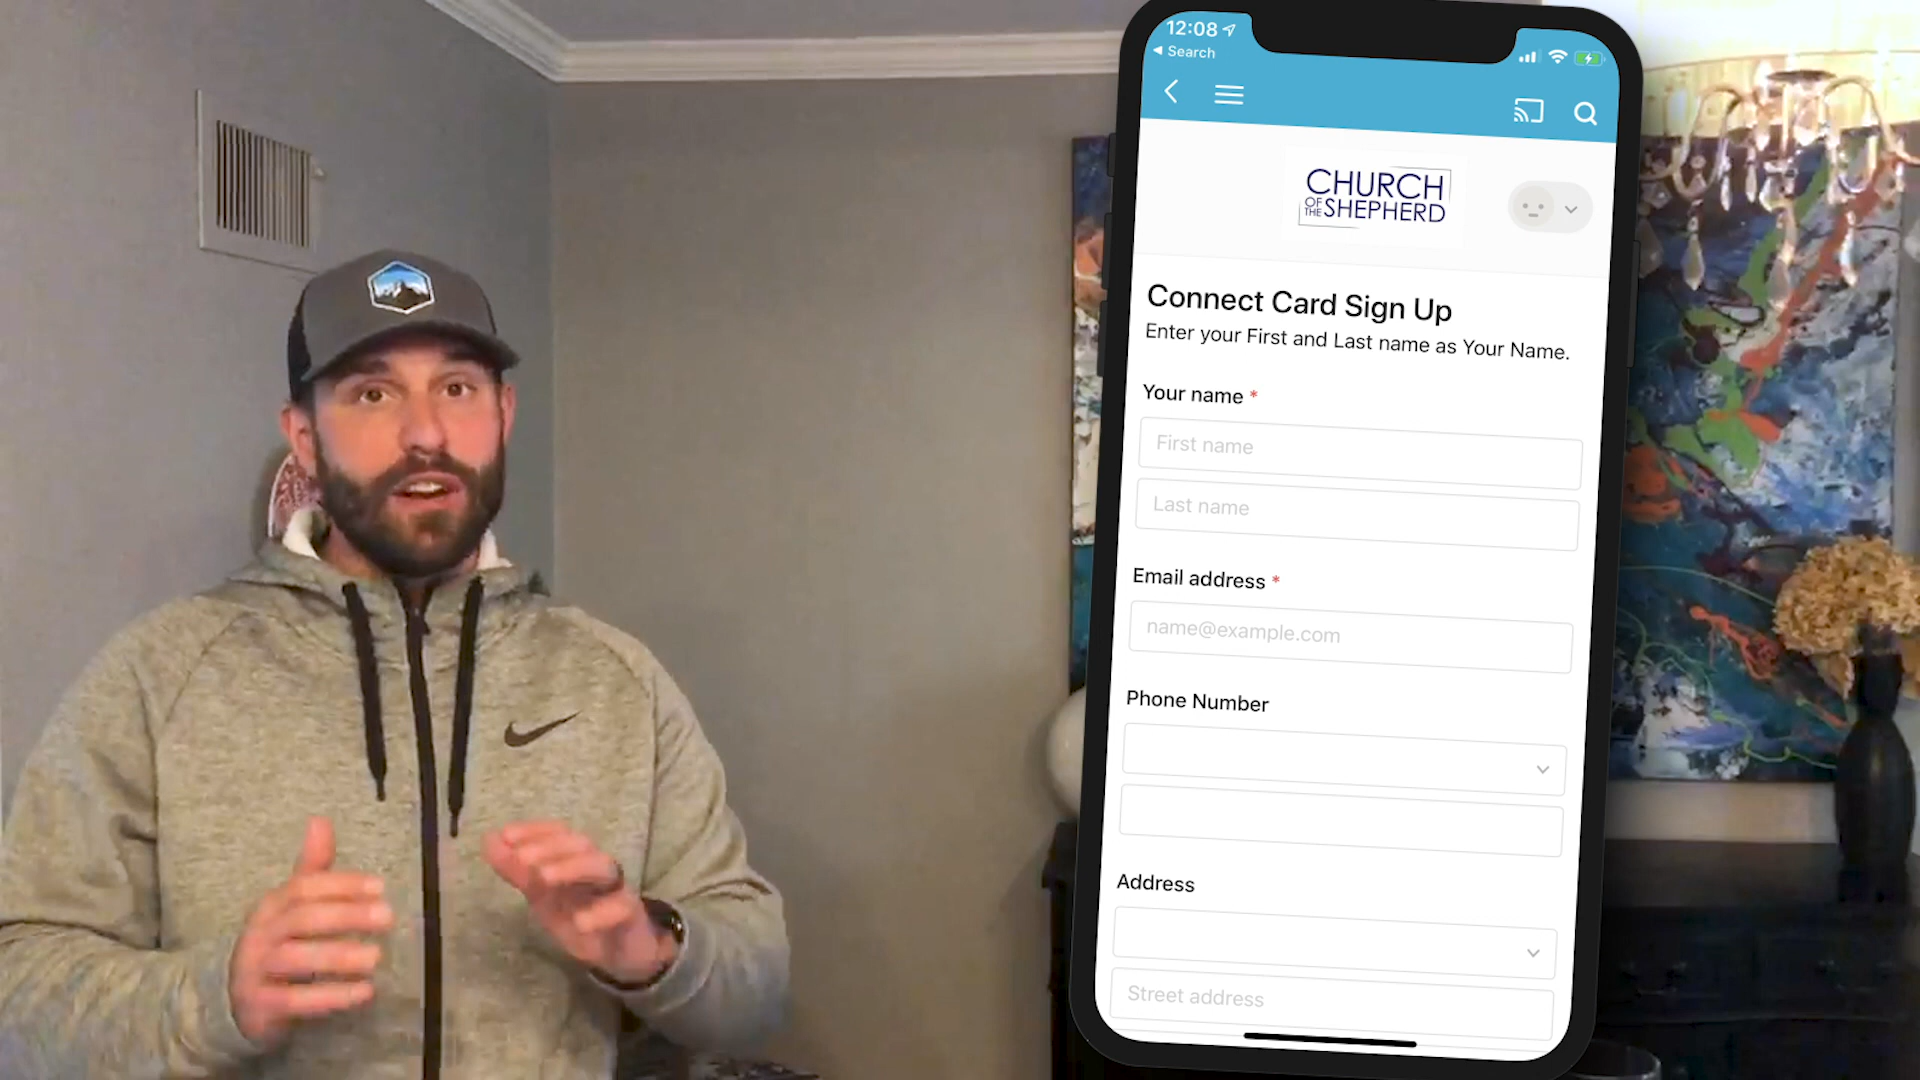 12:08
Search
CHURCH
OF THE SHEPHERD
Connect Card Sign Up
Enter your First and Last name as Your Name.
Your name *
First name
Last name
Email address *
name@example.com
Phone Number
Address
Street address